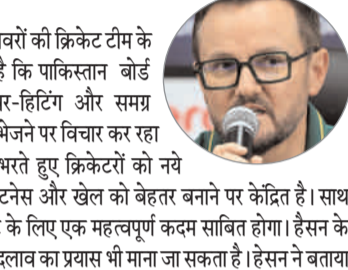 वरों की क्रिकेट टीम के
है कि पाकिस्तान बोर्ड
र-हिटिंग और समग्र
भेजने पर विचार कर रहा
भरते हुए क्रिकेटरों को नये
टनेस और खेल को बेहतर बनाने पर केंद्रित है। साथ
के लिए एक महत्वपूर्ण कदम साबित होगा। हैसन के
दलाव का प्रयास भी माना जा सकता है। हेसन ने बताया